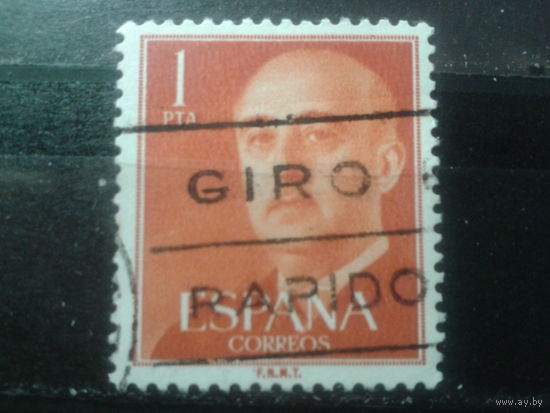 1
PTA
GIRO
RAPIDO
ESPAÑA
CORREOS
F.N.M.T.
www.ay.by